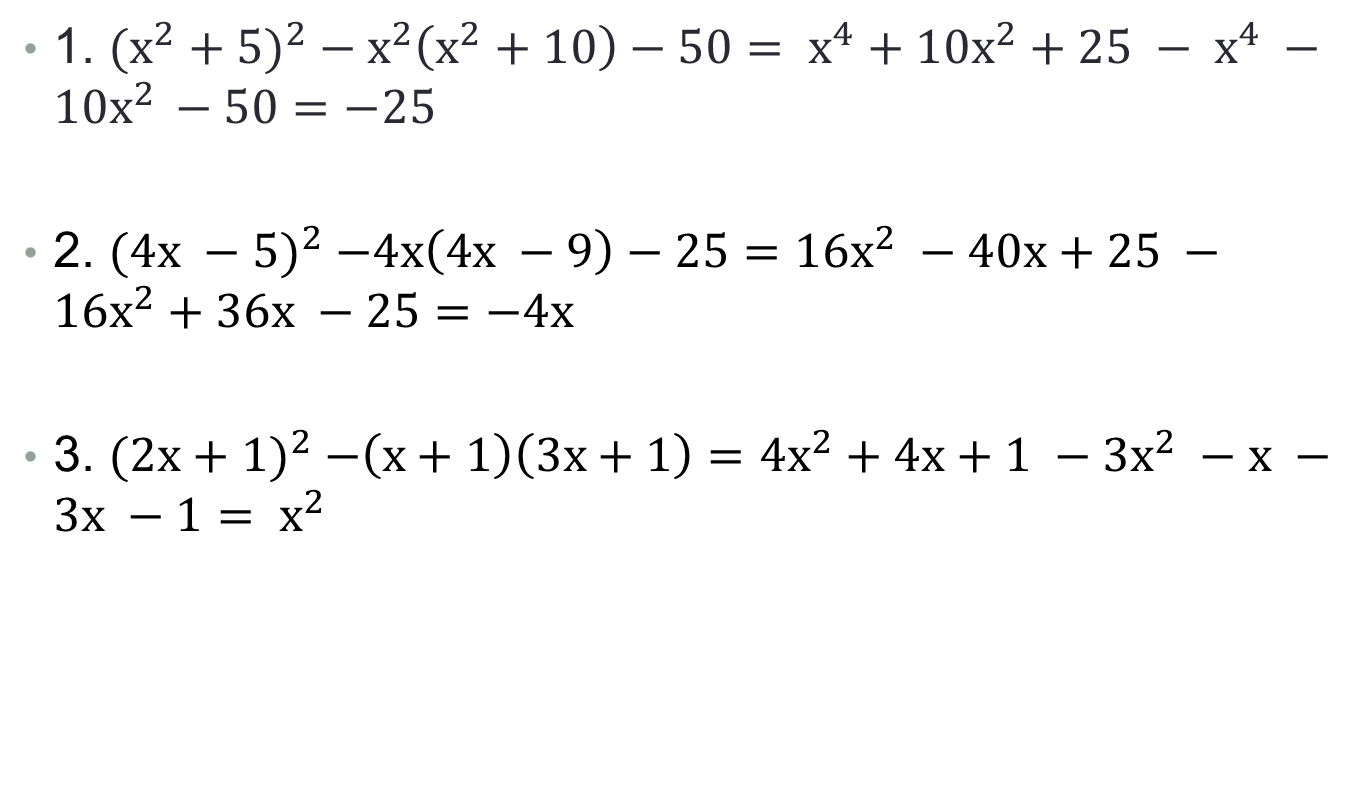 • 1. (x² + 5)² − x²(x² + 10) − 50 = x⁴ + 10x² + 25 − x⁴ −
10x² − 50 = −25
• 2. (4x − 5)² −4x(4x − 9) − 25 = 16x² − 40x + 25 −
16x² + 36x − 25 = −4x
• 3. (2x + 1)² −(x + 1)(3x + 1) = 4x² + 4x + 1 − 3x² − x −
3x − 1 = x²